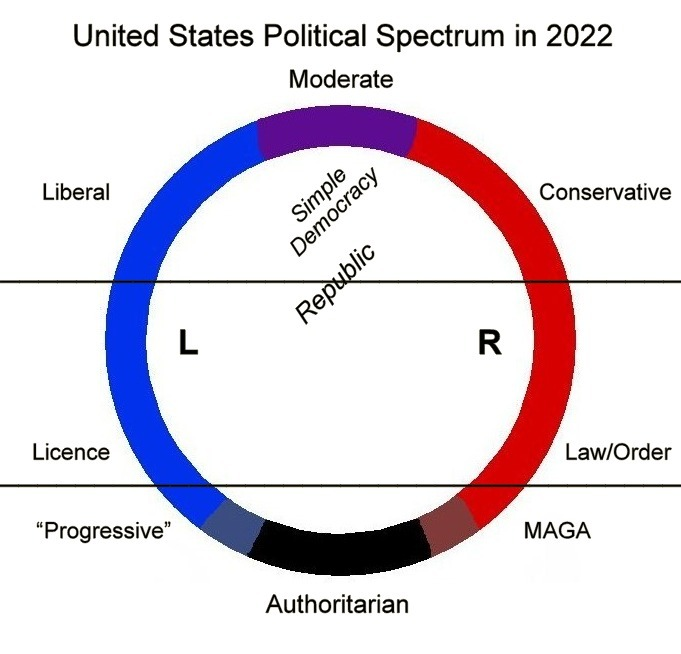 United States Political Spectrum in 2022
Moderate
Liberal
Simple
Democracy
Conservative
Republic
L
R
Licence
Law/Order
“Progressive”
MAGA
Authoritarian